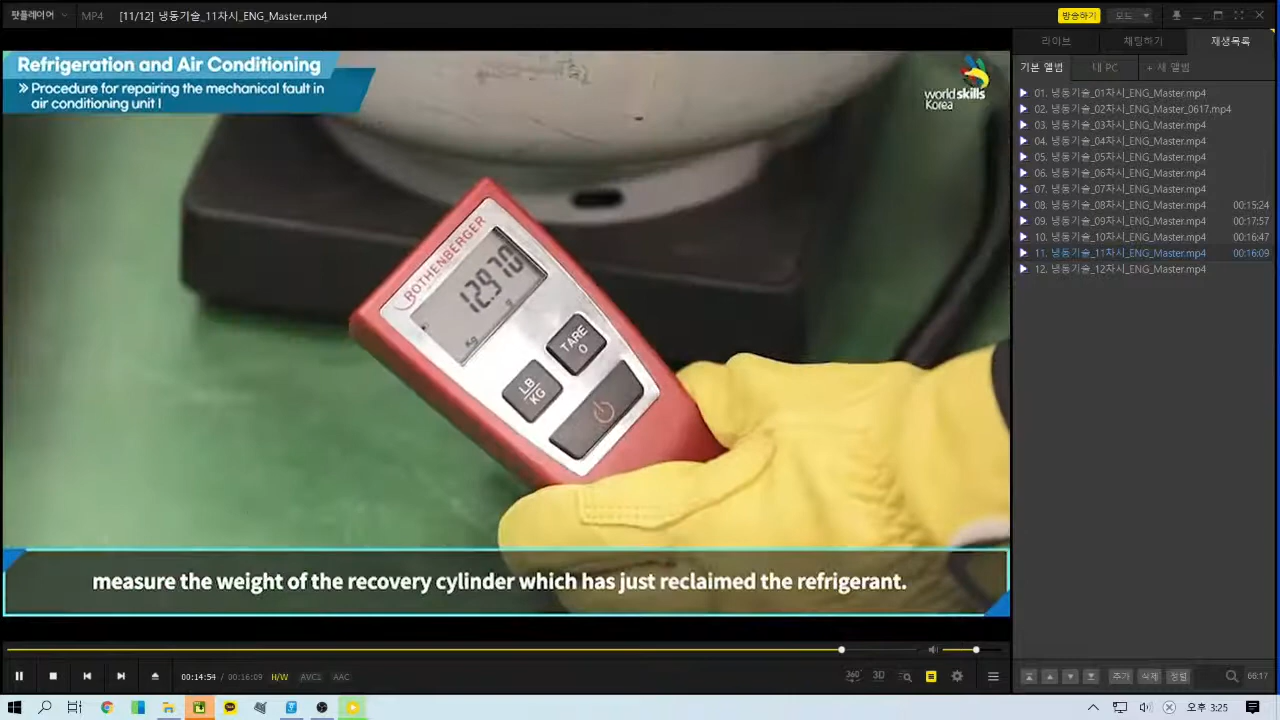 팟플레이어
MP4
[11/12] 냉동기술_11차시_ENG_Master.mp4
방송하기
모드
라이브
채팅하기
재생목록
기본 앨범
내 PC
+ 새 앨범
Refrigeration and Air Conditioning
Procedure for repairing the mechanical fault in
air conditioning unit I
worldskills
Korea
01. 냉동기술_01차시_ENG_Master.mp4
02. 냉동기술_02차시_ENG_Master_0617.mp4
03. 냉동기술_03차시_ENG_Master.mp4
04. 냉동기술_04차시_ENG_Master.mp4
05. 냉동기술_05차시_ENG_Master.mp4
06. 냉동기술_06차시_ENG_Master.mp4
07. 냉동기술_07차시_ENG_Master.mp4
08. 냉동기술_08차시_ENG_Master.mp4 00:15:24
09. 냉동기술_09차시_ENG_Master.mp4 00:17:57
10. 냉동기술_10차시_ENG_Master.mp4 00:16:47
11. 냉동기술_11차시_ENG_Master.mp4 00:16:09
12. 냉동기술_12차시_ENG_Master.mp4
ROTHENBERGER
12.970
Kg
TARE
0
LB
KG
measure the weight of the recovery cylinder which has just reclaimed the refrigerant.
00:14:54 / 00:16:09 H/W AVC1 AAC
360° 3D
추가 삭제 정렬
66:17
오후 3:25